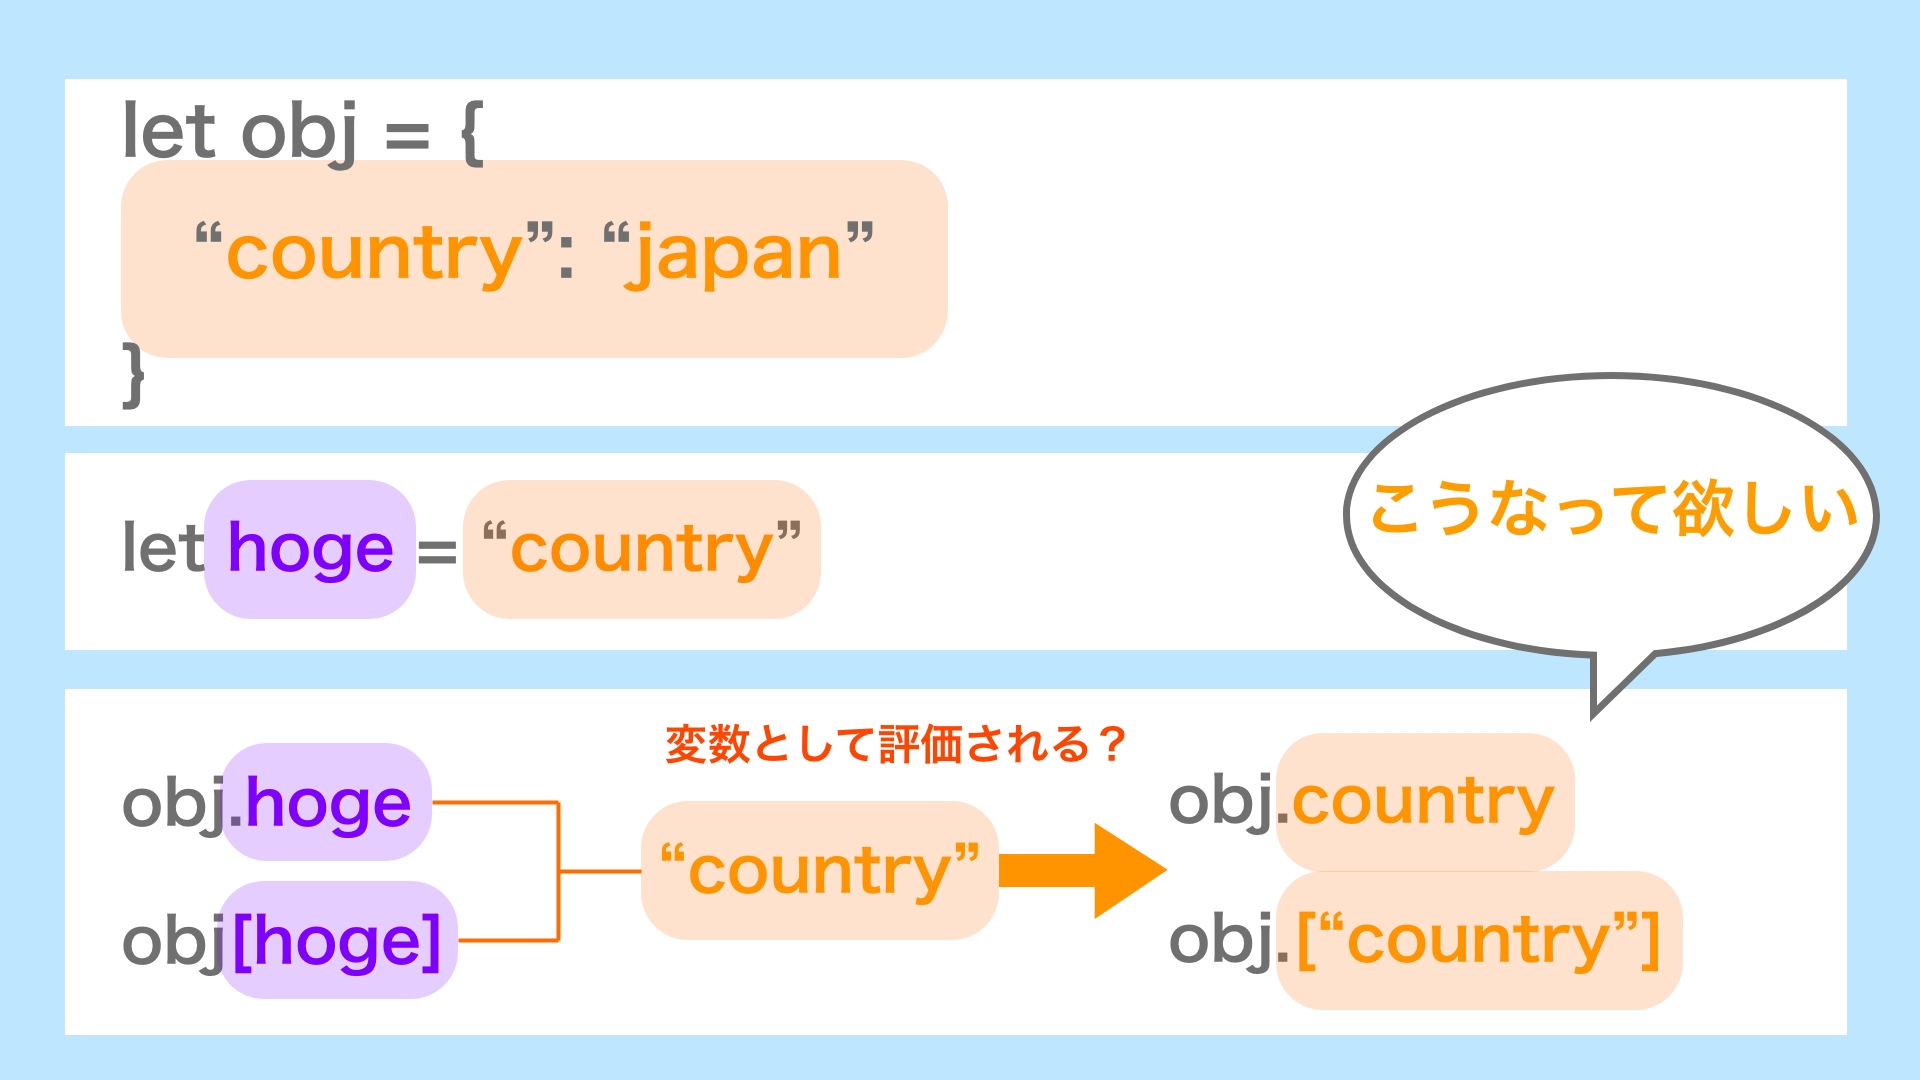 let obj = {
“country”: “japan”
}
let hoge = “country”
こうなって欲しい
変数として評価される？
obj.hoge
obj[hoge]
“country”
obj.country
obj.[“country”]